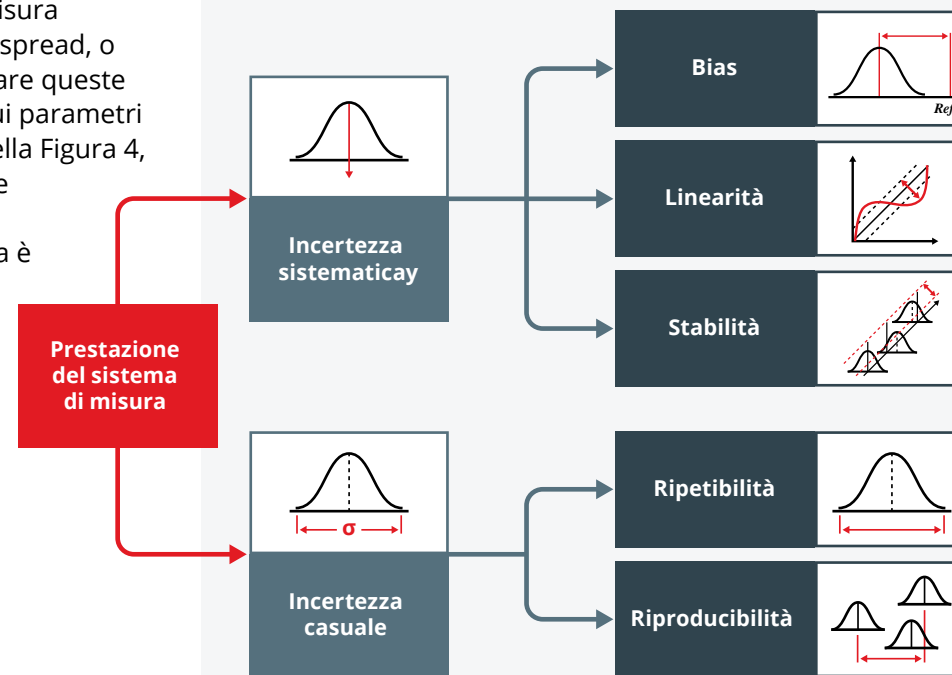 isura
spread, o
are queste
ui parametri
ella Figura 4,
e
a è
Prestazione
del sistema
di misura
Incertezza
sistematicay
Bias
Ref
Linearità
Stabilità
σ
Incertezza
casuale
Ripetibilità
Riproducibilità